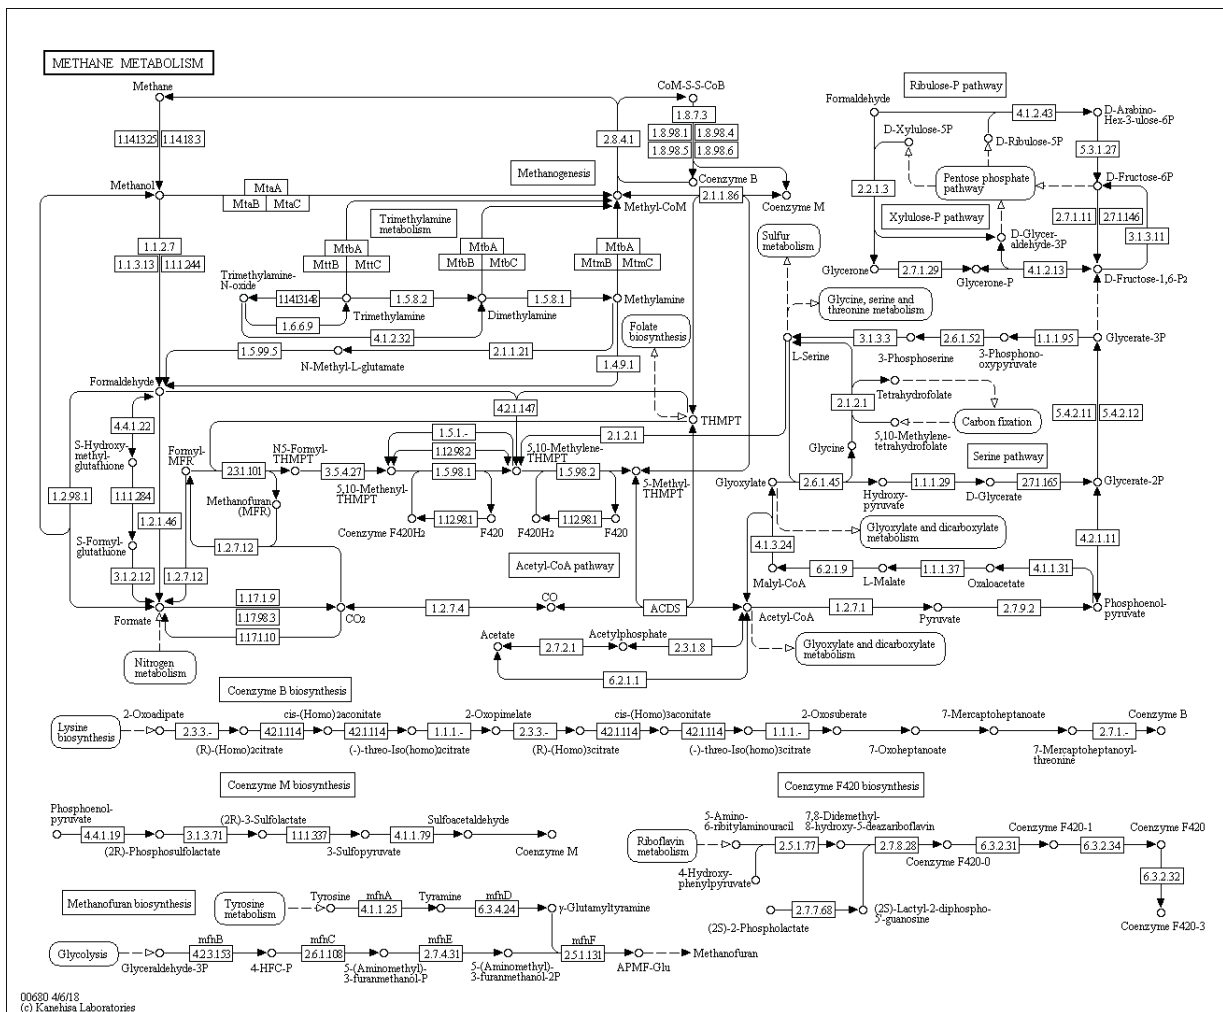 METHANE METABOLISM
Methane
CoM-S-S-CoB
Ribulose-P pathway
Formaldehyde
4.1.2.43
D-Arabino-
Hex-3-ulose-6P
1.8.7.3
1.14.13.25
1.14.18.3
2.8.4.1
1.8.98.1
1.8.98.4
1.8.98.5
1.8.98.6
D-Xylulose-5P
D-Ribulose-5P
5.3.1.27
Methanogenesis
Coenzyme B
Pentose phosphate
pathway
D-Fructose-6P
Methanol
MtaA
MtaB
MtaC
Methyl-CoM
2.1.1.86
Coenzyme M
2.2.1.3
Xylulose-P pathway
2.7.1.11
2.7.1.146
3.1.3.11
Trimethylamine
metabolism
Sulfur
metabolism
D-Glycer-
aldehyde-3P
1.1.2.7
1.1.3.13
1.1.1.244
MtbA
MttB
MttC
MtbA
MtbB
MtbC
MtbA
MtmB
MtmC
Glycerone
2.7.1.29
Glycerone-P
4.1.2.13
D-Fructose-1,6-P2
Trimethylamine-
N-oxide
1.14.13.148
Trimethylamine
1.5.8.2
Dimethylamine
1.5.8.1
Methylamine
Glycine, serine and
threonine metabolism
1.6.6.9
4.1.2.32
Folate
biosynthesis
L-Serine
3.1.3.3
3-Phosphoserine
2.6.1.52
3-Phosphono-
oxypyruvate
1.1.1.95
Glycerate-3P
1.5.99.5
N-Methyl-L-glutamate
2.1.1.21
1.4.9.1
Formaldehyde
4.2.1.147
THMPT
2.1.2.1
Tetrahydrofolate
Carbon fixation
5,10-Methylene-
tetrahydrofolate
5.4.2.11
5.4.2.12
4.4.1.22
S-Hydroxy-
methyl-
glutathione
1.5.1.-
1.12.98.2
2.1.2.1
Glycine
Serine pathway
Formyl-
MFR
2.3.1.101
N5-Formyl-
THMPT
3.5.4.27
5,10-Methenyl-
THMPT
1.5.98.1
5,10-Methylene-
THMPT
1.5.98.2
5-Methyl-
THMPT
Glyoxylate
2.6.1.45
Hydroxy-
pyruvate
1.1.1.29
D-Glycerate
2.7.1.165
Glycerate-2P
1.2.98.1
1.1.1.284
Methanofuran
(MFR)
1.12.98.1
Coenzyme F420H2
F420
1.12.98.1
F420H2
F420
Glyoxylate and dicarboxylate
metabolism
1.2.1.46
S-Formyl-
glutathione
1.2.7.12
4.1.3.24
4.2.1.11
3.1.2.12
1.2.7.12
Acetyl-CoA pathway
Malyl-CoA
6.2.1.9
L-Malate
1.1.1.37
Oxaloacetate
4.1.1.31
Formate
1.17.1.9
1.17.98.3
1.17.1.10
CO2
1.2.7.4
CO
ACDS
Acetyl-CoA
1.2.7.1
Pyruvate
2.7.9.2
Phosphoenol-
pyruvate
Acetate
2.7.2.1
Acetylphosphate
2.3.1.8
6.2.1.1
Glyoxylate and dicarboxylate
metabolism
Nitrogen
metabolism
Coenzyme B biosynthesis
Lysine
biosynthesis
2-Oxoadipate
2.3.3.-
(R)-(Homo)2citrate
4.2.1.114
cis-(Homo)2aconitate
4.2.1.114
(-)-threo-Iso(homo)2citrate
1.1.1.-
2-Oxopimelate
2.3.3.-
(R)-(Homo)3citrate
4.2.1.114
cis-(Homo)3aconitate
4.2.1.114
(-)-threo-Iso(homo)3citrate
1.1.1.-
2-Oxosuberate
7-Oxoheptanoate
7-Mercaptoheptanoate
7-Mercaptoheptanoyl-
threonine
2.7.1.-
Coenzyme B
Coenzyme M biosynthesis
Phosphoenol-
pyruvate
4.4.1.19
(2R)-Phosphosulfolactate
3.1.3.71
(2R)-3-Sulfolactate
1.1.1.337
3-Sulfopyruvate
4.1.1.79
Sulfoacetaldehyde
Coenzyme M
Coenzyme F420 biosynthesis
Riboflavin
metabolism
5-Amino-
6-ribitylaminouracil
2.5.1.77
4-Hydroxy-
phenylpyruvate
7,8-Didemethyl-
8-hydroxy-5-deazariboflavin
2.7.8.28
Coenzyme F420-0
6.3.2.31
Coenzyme F420-1
6.3.2.34
Coenzyme F420
6.3.2.32
Coenzyme F420-3
(2S)-2-Phospholactate
2.7.7.68
(2S)-Lactyl-2-diphospho-
5'-guanosine
Methanofuran biosynthesis
Tyrosine
metabolism
Tyrosine
mfnA
4.1.1.25
Tyramine
mfnD
6.3.4.24
γ-Glutamyltyramine
Glycolysis
Glyceraldehyde-3P
mfnB
4.2.3.153
4-HFC-P
mfnC
2.6.1.108
5-(Aminomethyl)-
3-furanmethanol-P
mfnE
2.7.4.31
5-(Aminomethyl)-
3-furanmethanol-2P
mfnF
2.5.1.131
APMF-Glu
Methanofuran
00680 4/6/18
(c) Kanehisa Laboratories